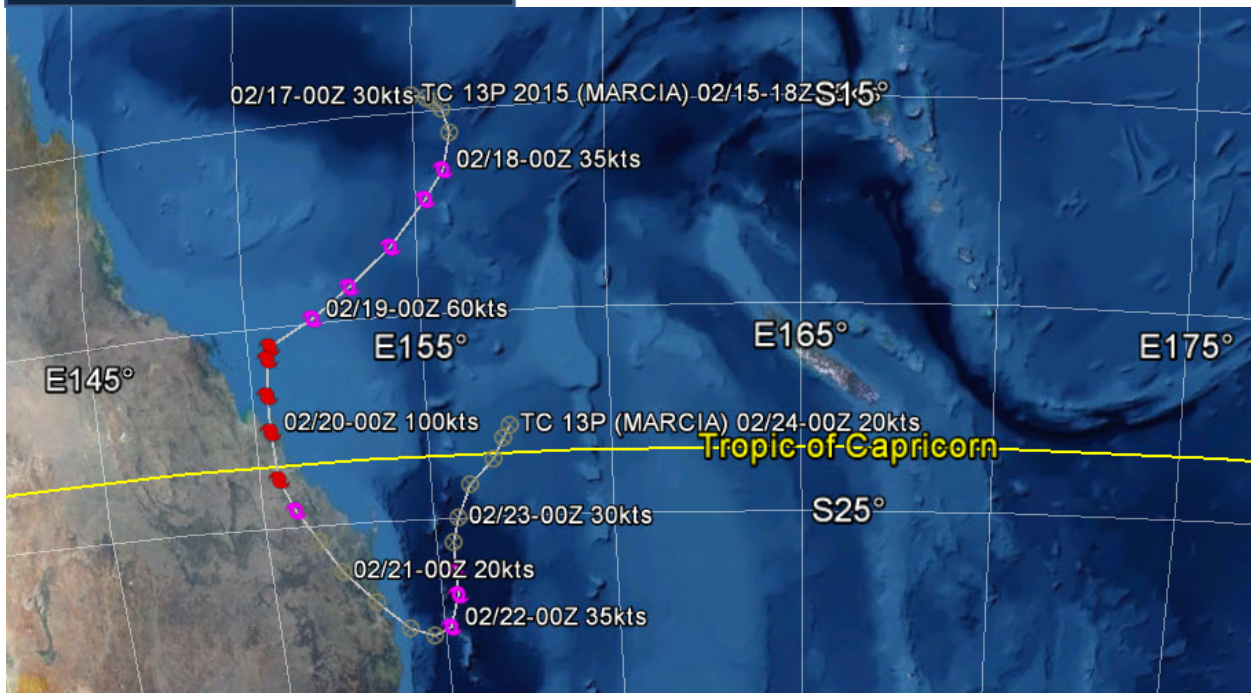 02/17-00Z 30kts
TC 13P 2015 (MARCIA) 02/15-18Z
S15°
02/18-00Z 35kts
02/19-00Z 60kts
E155°
E165°
E175°
E145°
02/20-00Z 100kts
TC 13P (MARCIA) 02/24-00Z 20kts
Tropic of Capricorn
02/23-00Z 30kts
S25°
02/21-00Z 20kts
02/22-00Z 35kts